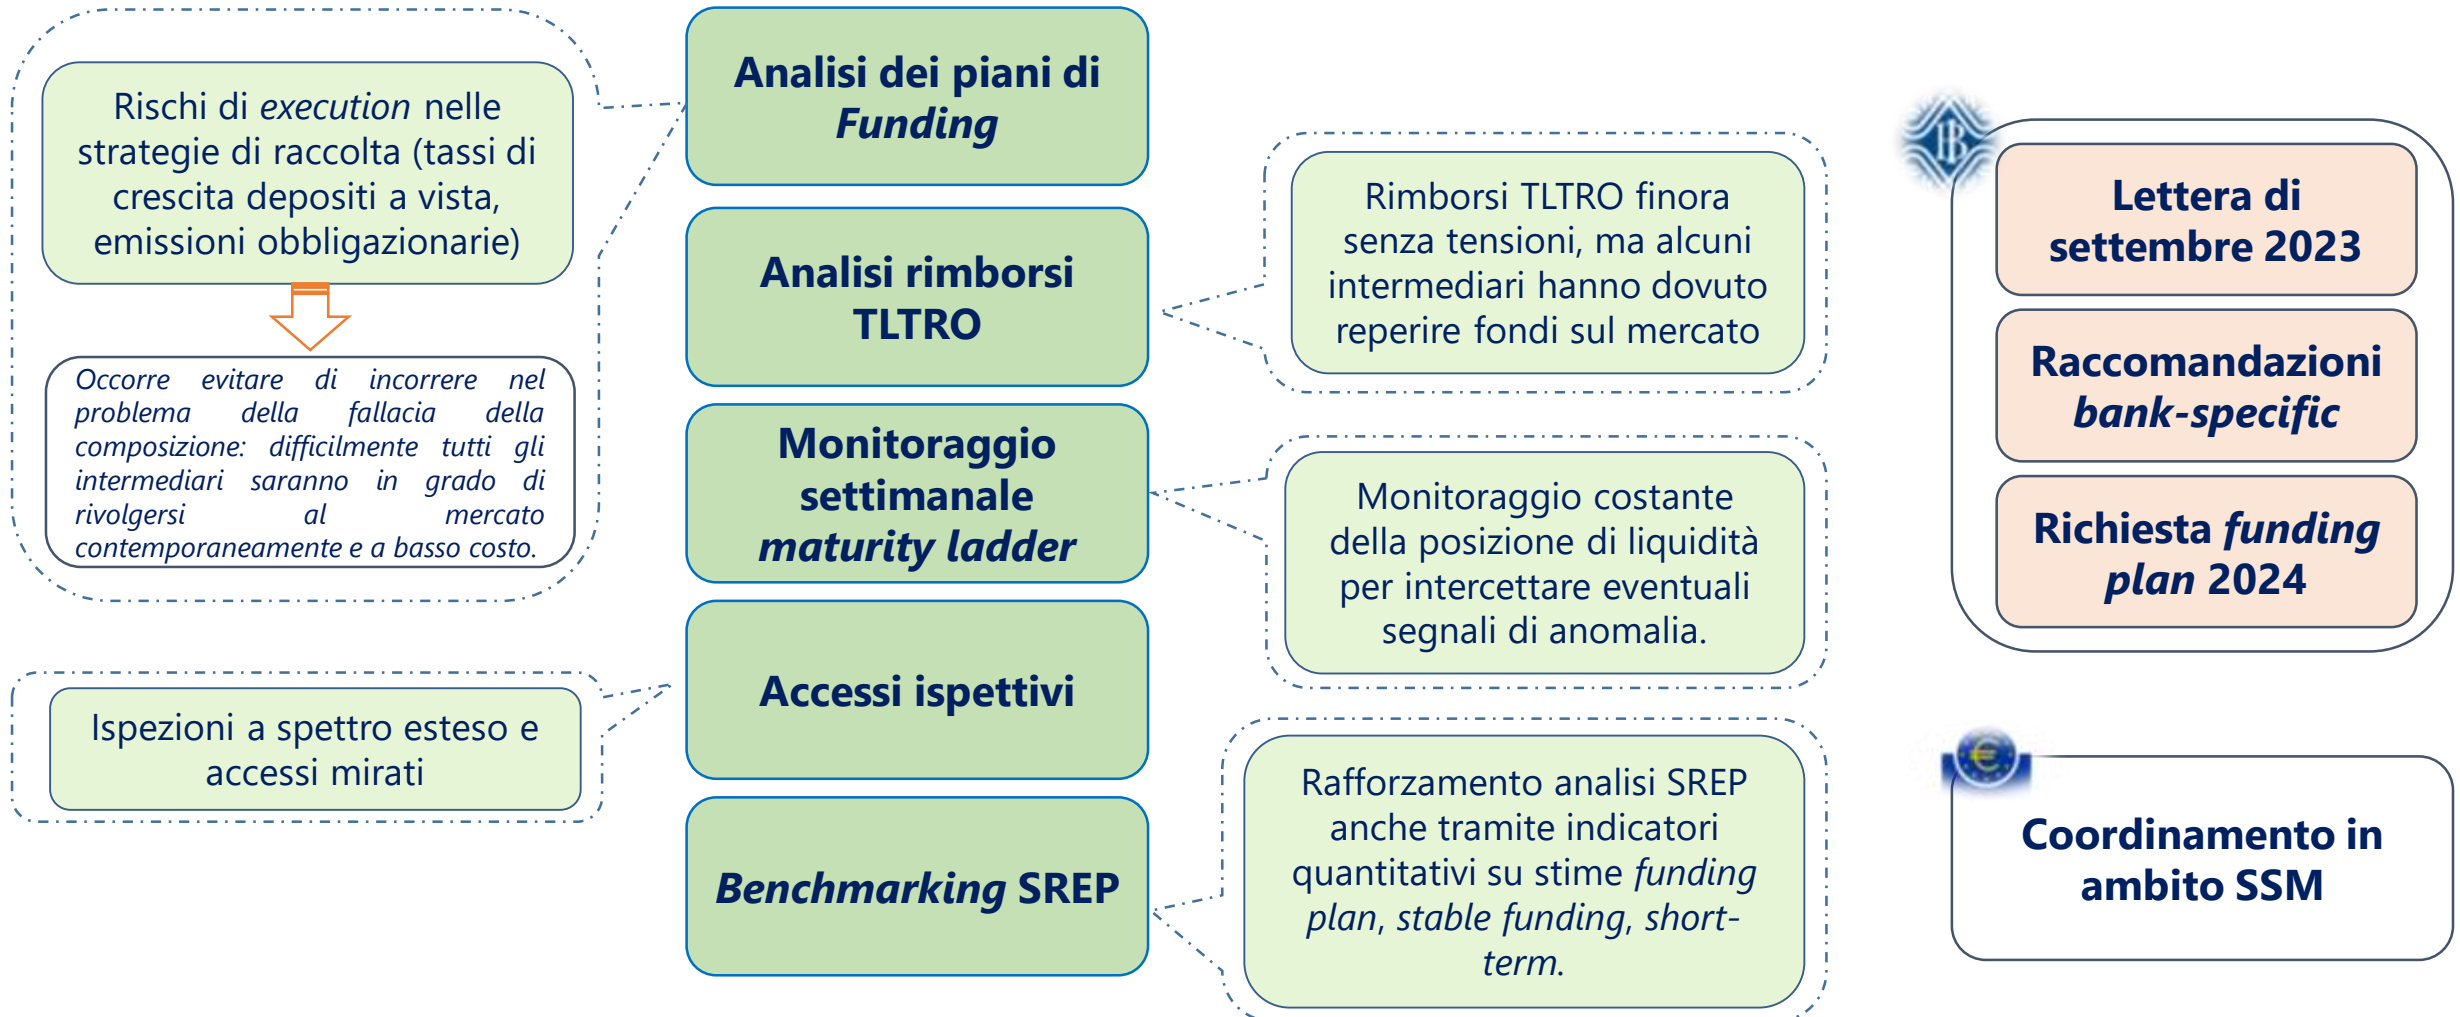 Analisi dei piani di
Funding
Rischi di execution nelle
strategie di raccolta (tassi di
crescita depositi a vista,
emissioni obbligazionarie)
Occorre evitare di incorrere nel
problema della fallacia della
composizione: difficilmente tutti gli
intermediari saranno in grado di
rivolgersi al mercato
contemporaneamente e a basso costo.
Analisi rimborsi
TLTRO
Rimborsi TLTRO finora
senza tensioni, ma alcuni
intermediari hanno dovuto
reperire fondi sul mercato
Monitoraggio
settimanale
maturity ladder
Monitoraggio costante
della posizione di liquidità
per intercettare eventuali
segnali di anomalia.
Accessi ispettivi
Ispezioni a spettro esteso e
accessi mirati
Benchmarking SREP
Rafforzamento analisi SREP
anche tramite indicatori
quantitativi su stime funding
plan, stable funding, short-
term.
Lettera di
settembre 2023
Raccomandazioni
bank-specific
Richiesta funding
plan 2024
Coordinamento in
ambito SSM